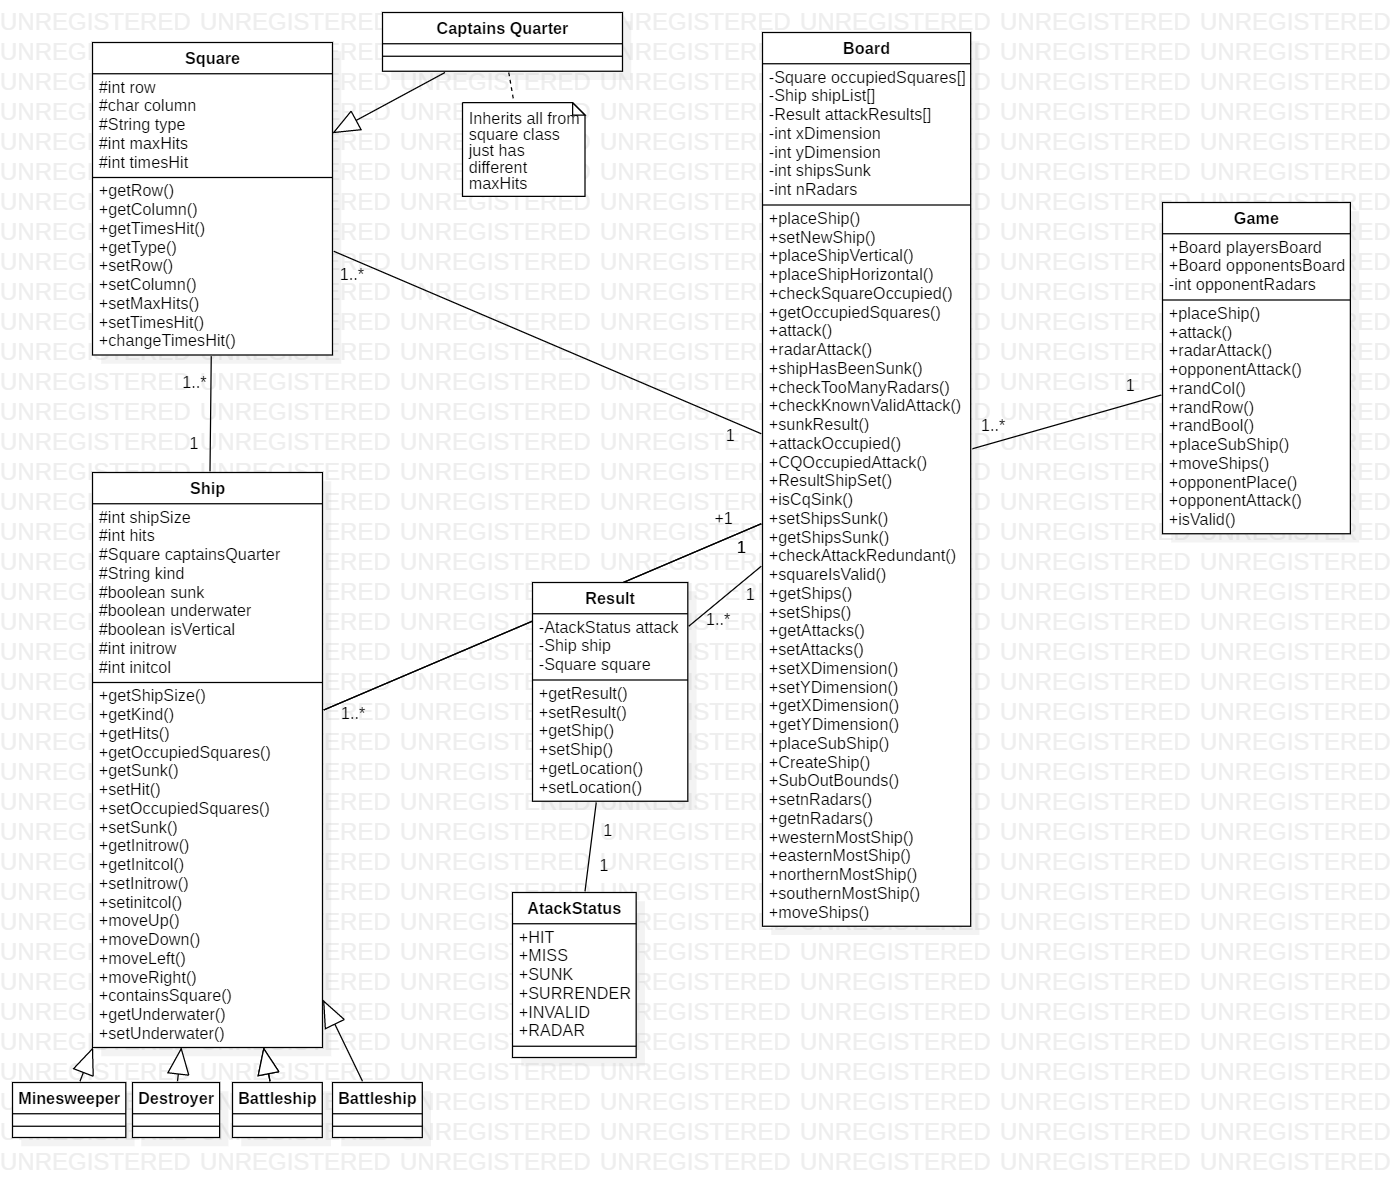 Captains Quarter
Inherits all from
square class
just has
different
maxHits
Square
#int row
#char column
#String type
#int maxHits
#int timesHit
+getRow()
+getColumn()
+getTimesHit()
+getType()
+setRow()
+setColumn()
+setMaxHits()
+setTimesHit()
+changeTimesHit()
1..*
1
1..*
1
Ship
#int shipSize
#int hits
#Square captainsQuarter
#String kind
#boolean sunk
#boolean underwater
#boolean isVertical
#int initrow
#int initcol
+getShipSize()
+getKind()
+getHits()
+getOccupiedSquares()
+getSunk()
+setHit()
+setOccupiedSquares()
+setSunk()
+getInitrow()
+getInitcol()
+setInitrow()
+setinitcol()
+moveUp()
+moveDown()
+moveLeft()
+moveRight()
+containsSquare()
+getUnderwater()
+setUnderwater()
Minesweeper
Destroyer
Battleship
Battleship
1..*
+1
1
1
1..*
Result
-AtackStatus attack
-Ship ship
-Square square
+getResult()
+setResult()
+getShip()
+setShip()
+getLocation()
+setLocation()
1
1
AtackStatus
+HIT
+MISS
+SUNK
+SURRENDER
+INVALID
+RADAR
Board
-Square occupiedSquares[]
-Ship shipList[]
-Result attackResults[]
-int xDimension
-int yDimension
-int shipsSunk
-int nRadars
+placeShip()
+setNewShip()
+placeShipVertical()
+placeShipHorizontal()
+checkSquareOccupied()
+getOccupiedSquares()
+attack()
+radarAttack()
+shipHasBeenSunk()
+checkTooManyRadars()
+checkKnownValidAttack()
+sunkResult()
+attackOccupied()
+CQOccupiedAttack()
+ResultShipSet()
+isCqSink()
+setShipsSunk()
+getShipsSunk()
+checkAttackRedundant()
+squareIsValid()
+getShips()
+setShips()
+getAttacks()
+setAttacks()
+setXDimension()
+setYDimension()
+getXDimension()
+getYDimension()
+placeSubShip()
+CreateShip()
+SubOutBounds()
+setnRadars()
+getnRadars()
+westernMostShip()
+easternMostShip()
+northernMostShip()
+southernMostShip()
+moveShips()
1..*
1
Game
+Board playersBoard
+Board opponentsBoard
-int opponentRadars
+placeShip()
+attack()
+radarAttack()
+opponentAttack()
+randCol()
+randRow()
+randBool()
+placeSubShip()
+moveShips()
+opponentPlace()
+opponentAttack()
+isValid()